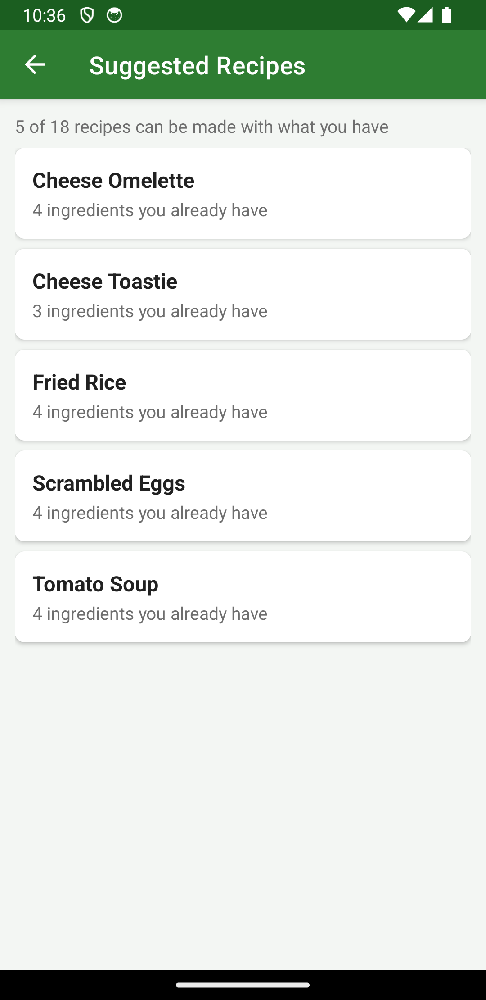 10:36
Suggested Recipes
5 of 18 recipes can be made with what you have
Cheese Omelette
4 ingredients you already have
Cheese Toastie
3 ingredients you already have
Fried Rice
4 ingredients you already have
Scrambled Eggs
4 ingredients you already have
Tomato Soup
4 ingredients you already have